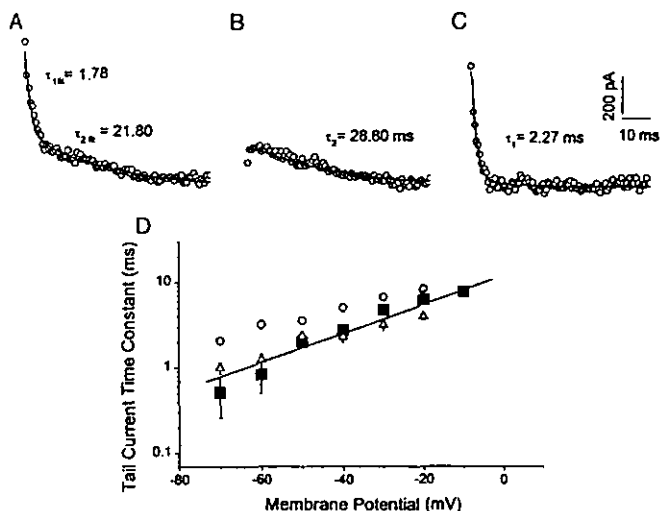 A
B
C
τ1fit= 1.78
τ2fit= 21.80
τ2= 28.80 ms
τ1= 2.27 ms
200 pA
10 ms
D
Tail Current Time Constant (ms)
10
1
0.1
-80
-60
-40
-20
0
Membrane Potential (mV)